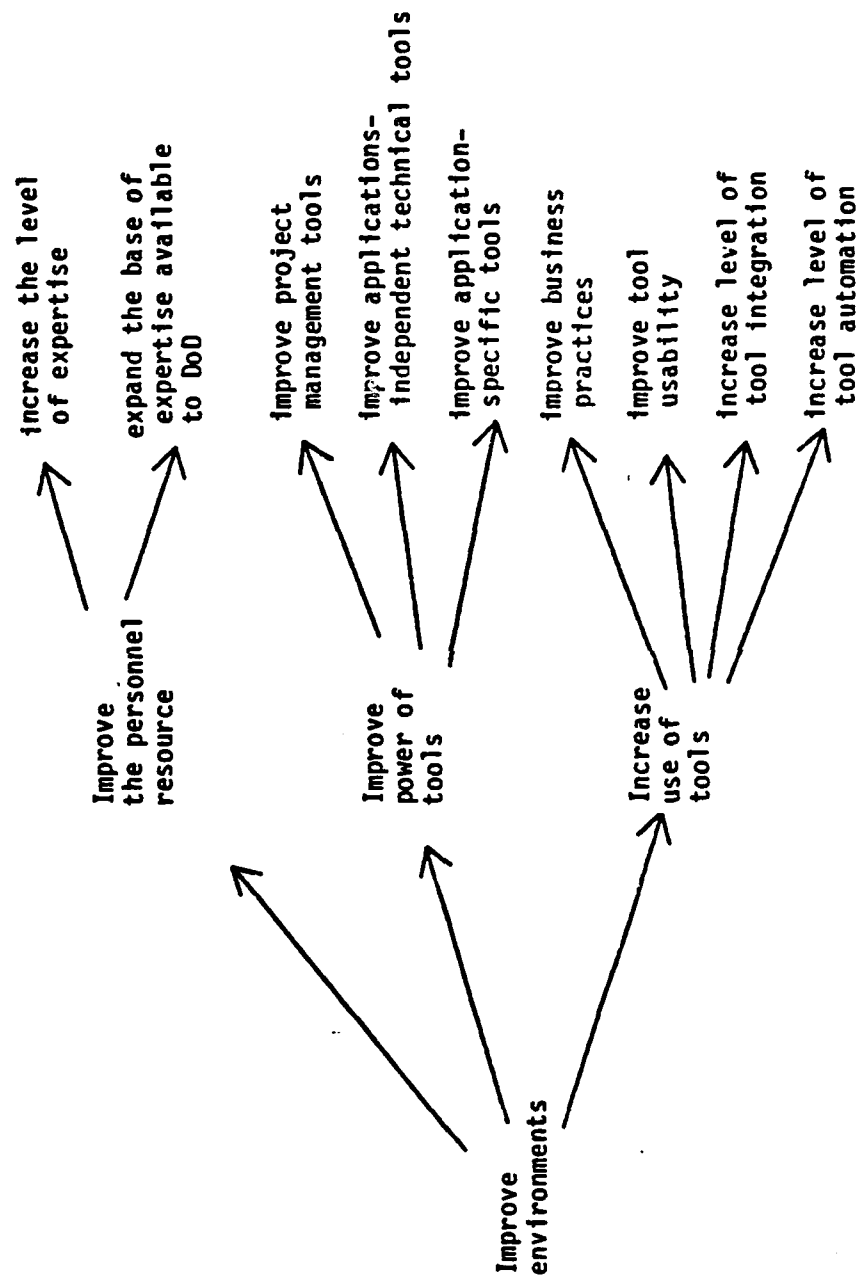 Improve
environments
Improve
the personnel
resource
increase the level
of expertise
expand the base of
expertise available
to DoD
Improve
power of
tools
improve project
management tools
improve applications-
independent technical tools
improve application-
specific tools
Increase
use of
tools
improve business
practices
improve tool
usability
increase level of
tool integration
increase level of
tool automation